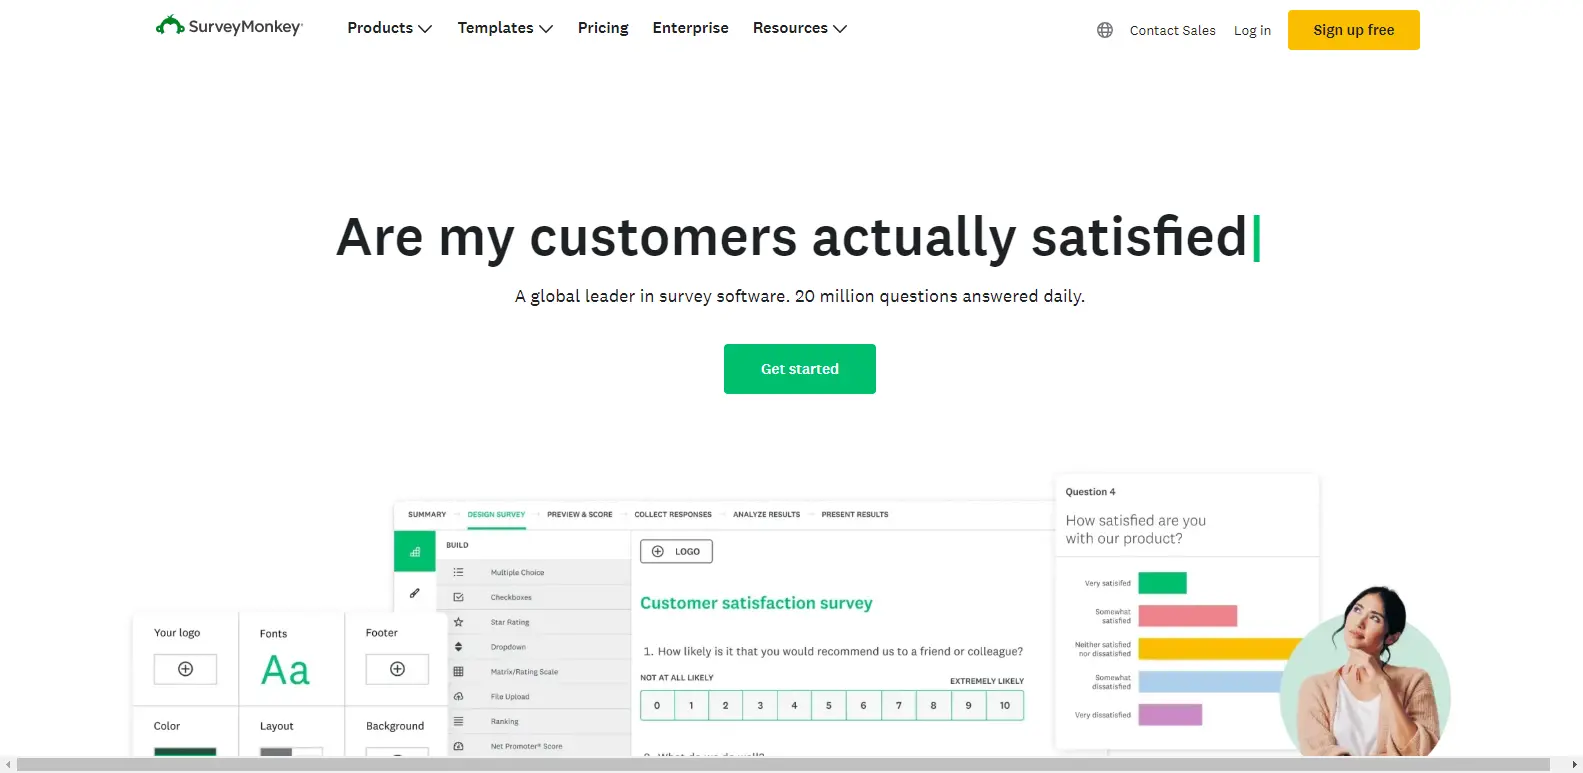 SurveyMonkey
Products
Templates
Pricing
Enterprise
Resources
Contact Sales
Log in
Sign up free
Are my customers actually satisfied
A global leader in survey software. 20 million questions answered daily.
Get started
SUMMARY
DESIGN SURVEY
PREVIEW & SCORE
COLLECT RESPONSES
ANALYZE RESULTS
PRESENT RESULTS
BUILD
Multiple Choice
Checkboxes
Star Rating
Dropdown
Matrix/Rating Scale
File Upload
Ranking
Net Promoter® Score
LOGO
Customer satisfaction survey
1. How likely is it that you would recommend us to a friend or colleague?
NOT AT ALL LIKELY
EXTREMELY LIKELY
0 1 2 3 4 5 6 7 8 9 10
Question 4
How satisfied are you
with our product?
Very satisifed
Somewhat
satisfied
Neither satisfied
nor dissatisfied
Somewhat
dissatisfied
Very dissatisfied
Your logo
Fonts
Aa
Footer
Color
Layout
Background